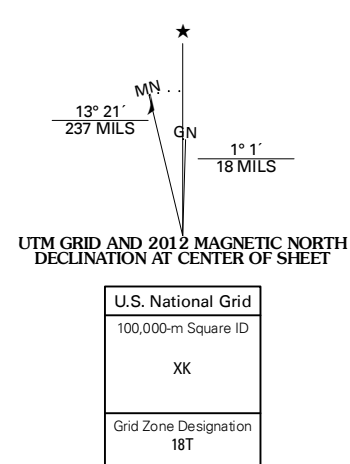 ★
MN
13° 21´
237 MILS
GN
1° 1´
18 MILS
UTM GRID AND 2012 MAGNETIC NORTH
DECLINATION AT CENTER OF SHEET
U.S. National Grid
100,000-m Square ID
XK
Grid Zone Designation
18T